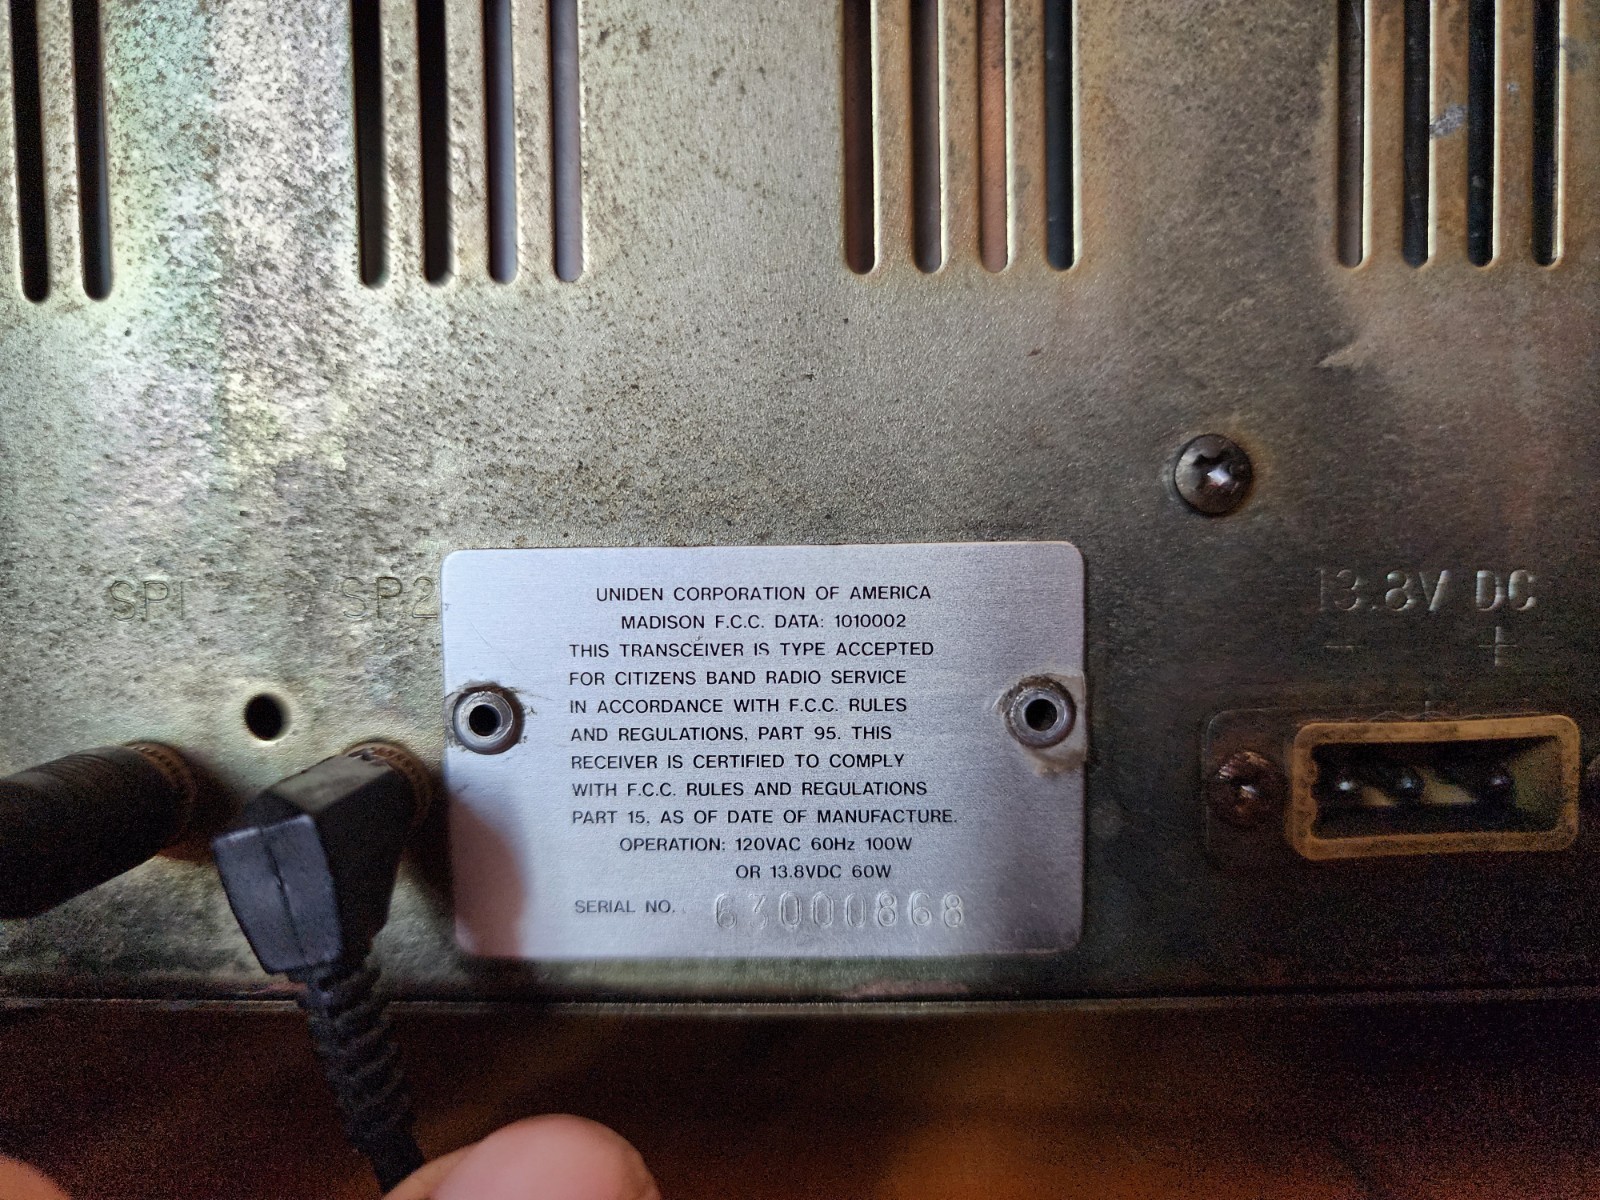 SP1 SP2
13.8V DC
- +
UNIDEN CORPORATION OF AMERICA
MADISON F.C.C. DATA: 1010002
THIS TRANSCEIVER IS TYPE ACCEPTED
FOR CITIZENS BAND RADIO SERVICE
IN ACCORDANCE WITH F.C.C. RULES
AND REGULATIONS, PART 95. THIS
RECEIVER IS CERTIFIED TO COMPLY
WITH F.C.C. RULES AND REGULATIONS
PART 15. AS OF DATE OF MANUFACTURE.
OPERATION: 120VAC 60Hz 100W
OR 13.8VDC 60W
SERIAL NO. 63000868